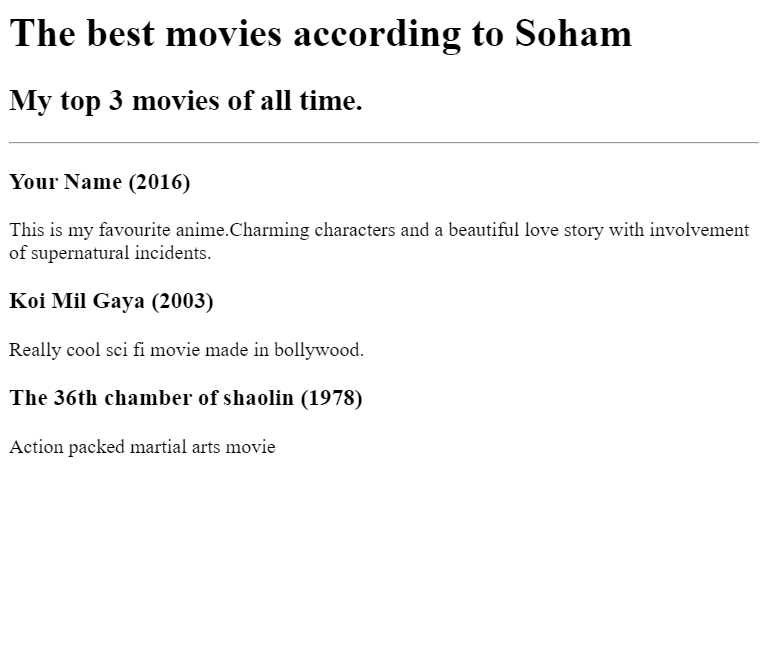 The best movies according to Soham
My top 3 movies of all time.
Your Name (2016)
This is my favourite anime.Charming characters and a beautiful love story with involvement
of supernatural incidents.
Koi Mil Gaya (2003)
Really cool sci fi movie made in bollywood.
The 36th chamber of shaolin (1978)
Action packed martial arts movie